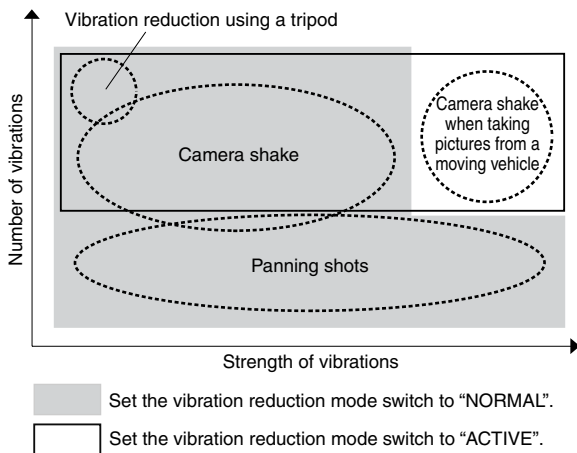 Vibration reduction using a tripod
Number of vibrations
Camera shake
Camera shake
when taking
pictures from a
moving vehicle
Panning shots
Strength of vibrations
Set the vibration reduction mode switch to “NORMAL”.
Set the vibration reduction mode switch to “ACTIVE”.